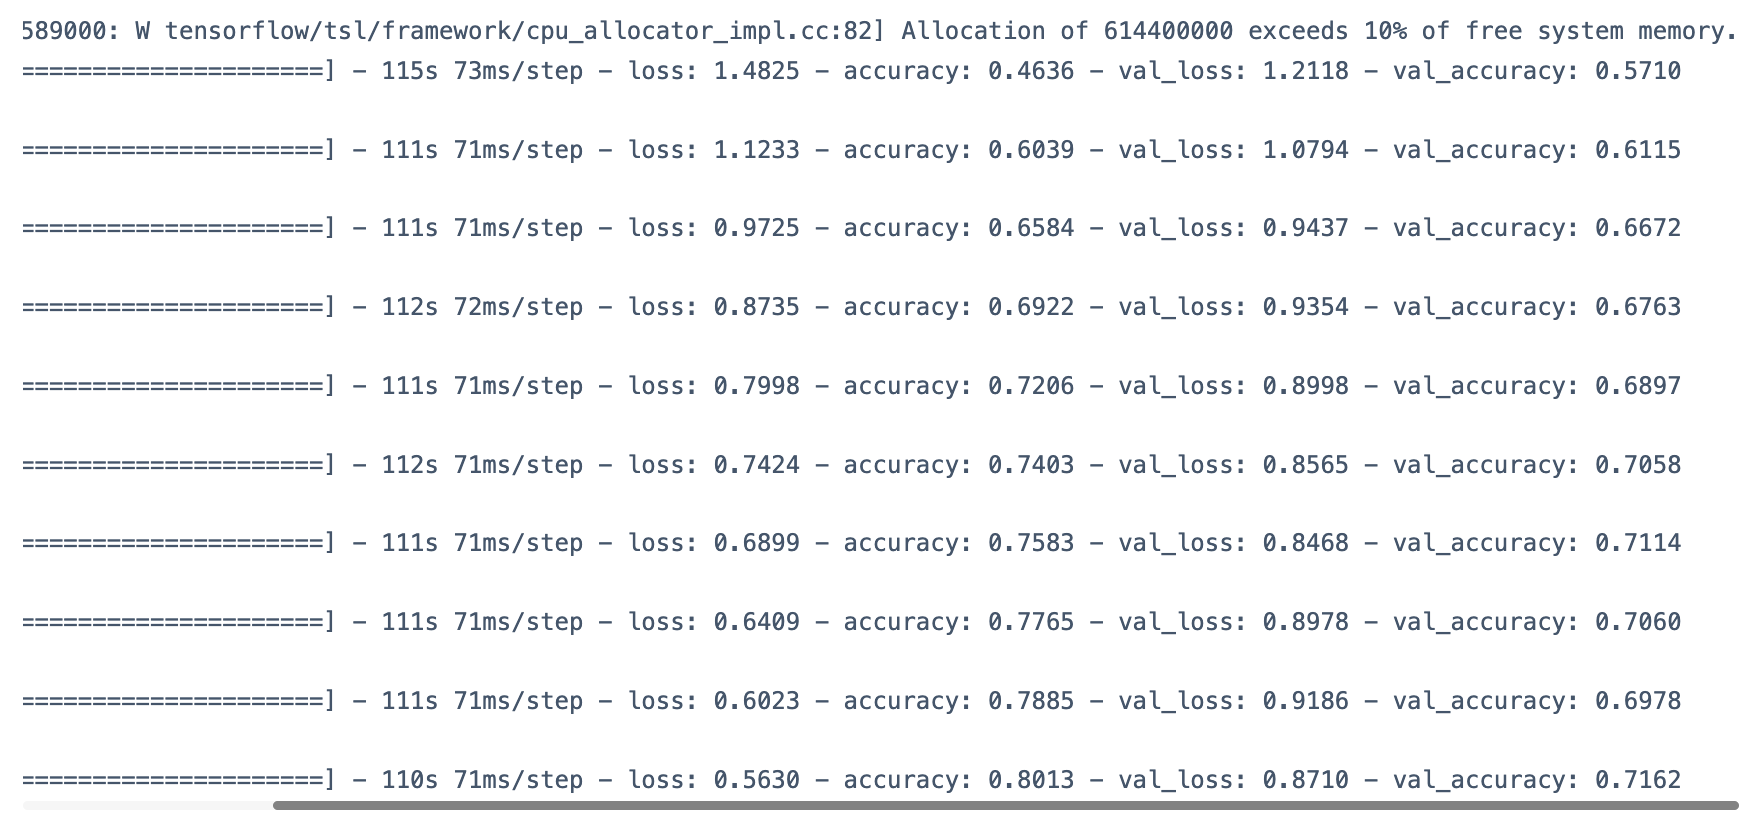 589000: W tensorflow/tsl/framework/cpu_allocator_impl.cc:82] Allocation of 614400000 exceeds 10% of free system memory.
=====================] - 115s 73ms/step - loss: 1.4825 - accuracy: 0.4636 - val_loss: 1.2118 - val_accuracy: 0.5710
=====================] - 111s 71ms/step - loss: 1.1233 - accuracy: 0.6039 - val_loss: 1.0794 - val_accuracy: 0.6115
=====================] - 111s 71ms/step - loss: 0.9725 - accuracy: 0.6584 - val_loss: 0.9437 - val_accuracy: 0.6672
=====================] - 112s 72ms/step - loss: 0.8735 - accuracy: 0.6922 - val_loss: 0.9354 - val_accuracy: 0.6763
=====================] - 111s 71ms/step - loss: 0.7998 - accuracy: 0.7206 - val_loss: 0.8998 - val_accuracy: 0.6897
=====================] - 112s 71ms/step - loss: 0.7424 - accuracy: 0.7403 - val_loss: 0.8565 - val_accuracy: 0.7058
=====================] - 111s 71ms/step - loss: 0.6899 - accuracy: 0.7583 - val_loss: 0.8468 - val_accuracy: 0.7114
=====================] - 111s 71ms/step - loss: 0.6409 - accuracy: 0.7765 - val_loss: 0.8978 - val_accuracy: 0.7060
=====================] - 111s 71ms/step - loss: 0.6023 - accuracy: 0.7885 - val_loss: 0.9186 - val_accuracy: 0.6978
=====================] - 110s 71ms/step - loss: 0.5630 - accuracy: 0.8013 - val_loss: 0.8710 - val_accuracy: 0.7162